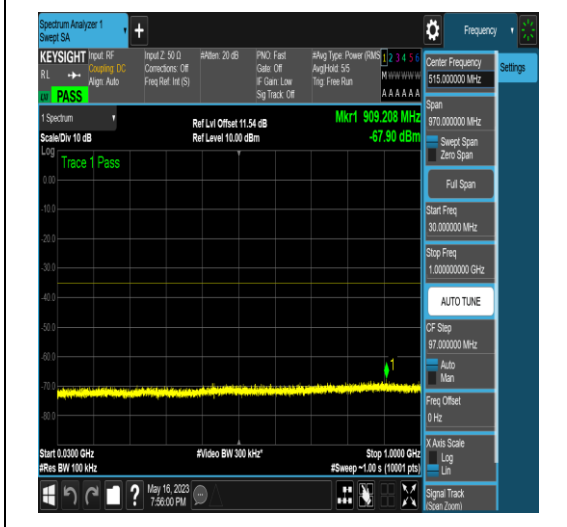 Spectrum Analyzer 1
Swept SA
+
Frequency
KEYSIGHT
RL
PASS
Input: RF
Coupling: DC
Align: Auto
Input Z: 50 Ω
Corrections: Off
Freq Ref: Int (S)
#Atten: 20 dB
PNO: Fast
Gate: Off
IF Gain: Low
Sig Track: Off
#Avg Type: Power (RMS
Avg|Hold: 5/5
Trig: Free Run
1 2 3 4 5 6
M W W W W W
A A A A A A
1 Spectrum
Scale/Div 10 dB
Ref Lvl Offset 11.54 dB
Ref Level 10.00 dBm
Mkr1 909.208 MHz
-67.90 dBm
Log
Trace 1 Pass
0.00
-10.0
-20.0
-30.0
-40.0
-50.0
-60.0
-70.0
-80.0
1
Start 0.0300 GHz
#Res BW 100 kHz
#Video BW 300 kHz*
Stop 1.0000 GHz
#Sweep ~1.00 s (10001 pts)
?
May 16, 2023
7:56:00 PM
Center Frequency
515.000000 MHz
Span
970.000000 MHz
Swept Span
Zero Span
Full Span
Start Freq
30.000000 MHz
Stop Freq
1.000000000 GHz
AUTO TUNE
CF Step
97.000000 MHz
Auto
Man
Freq Offset
0 Hz
X Axis Scale
Log
Lin
Signal Track
(Span Zoom)
Settings